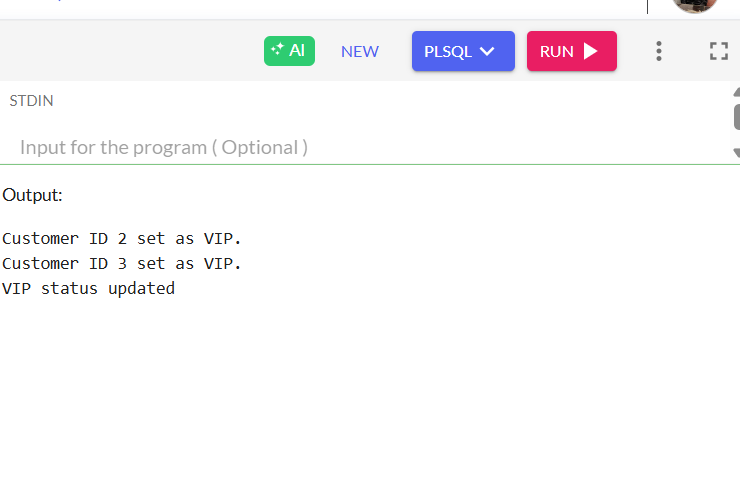 AI NEW PLSQL RUN
STDIN
Input for the program ( Optional )
Output:
Customer ID 2 set as VIP.
Customer ID 3 set as VIP.
VIP status updated